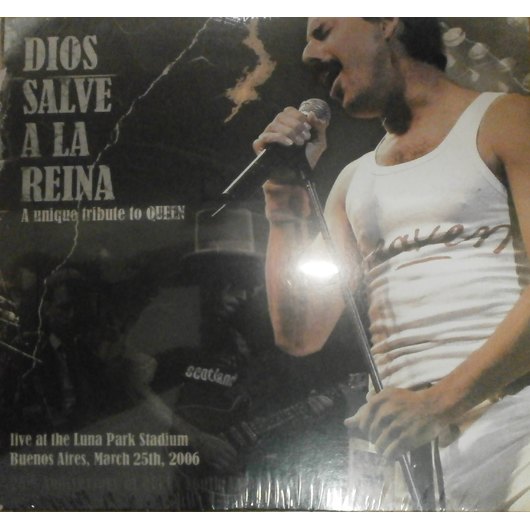 DIOS
SALVE
A LA
REINA
A unique tribute to QUEEN
scotland
live at the Luna Park Stadium
Buenos Aires, March 25th, 2006